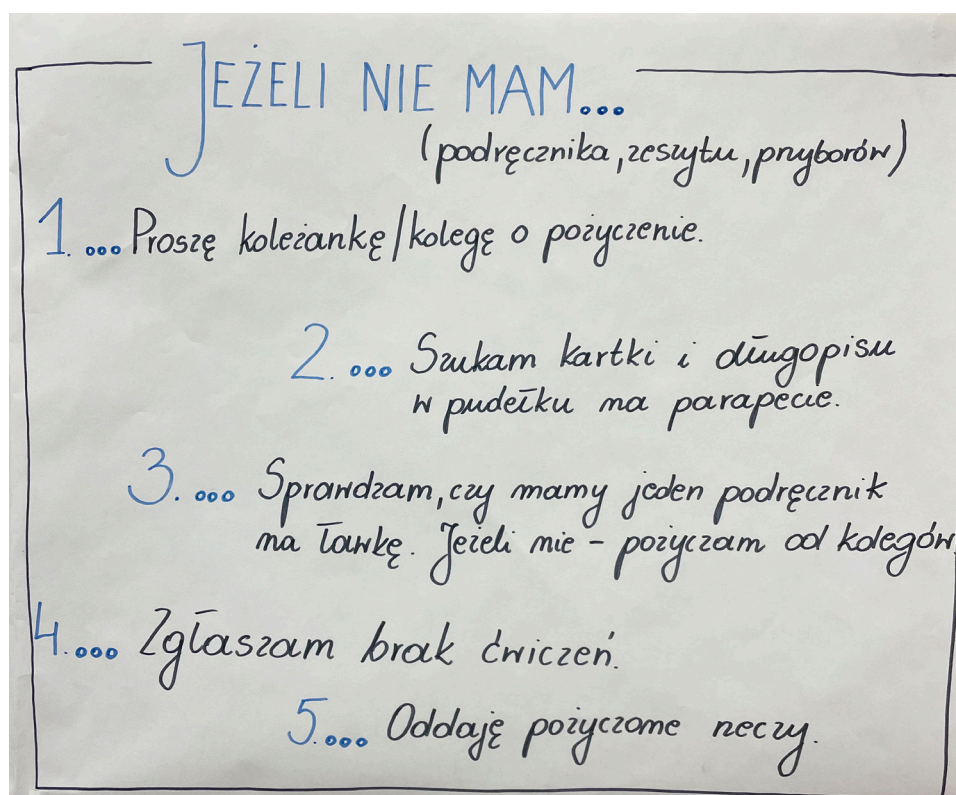 JEŻELI NIE MAM...
(podręcznika, zeszytu, przyborów)
1. ... Proszę koleżankę/kolegę o pożyczenie.
2. ... Szukam kartki i długopisu
w pudełku na parapecie.
3. ... Sprawdzam, czy mamy jeden podręcznik
na ławkę. Jeżeli nie – pożyczam od kolegów.
4. ... Zgłaszam brak ćwiczeń.
5. ... Oddaję pożyczone rzeczy.